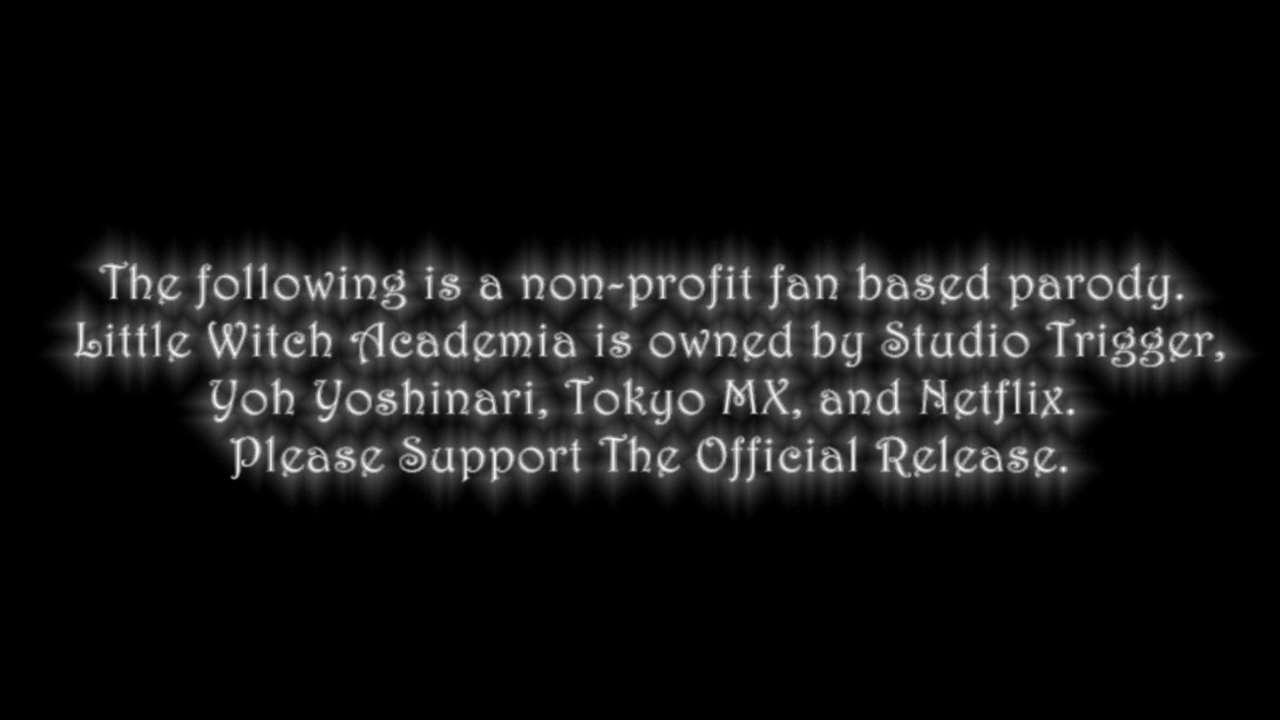 The following is a non-profit fan based parody.
Little Witch Academia is owned by Studio Trigger,
Yoh Yoshinari, Tokyo MX, and Netflix.
Please Support The Official Release.